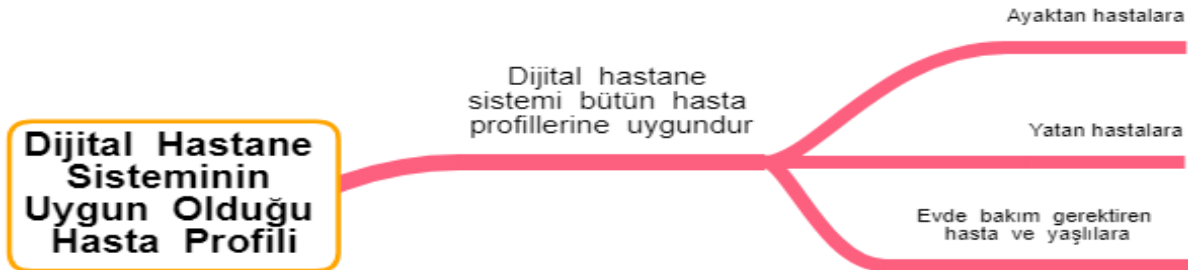 Dijital Hastane
Sisteminin
Uygun Olduğu
Hasta Profili
Dijital hastane
sistemi bütün hasta
profillerine uygundur
Ayaktan hastalara
Yatan hastalara
Evde bakım gerektiren
hasta ve yaşlılara